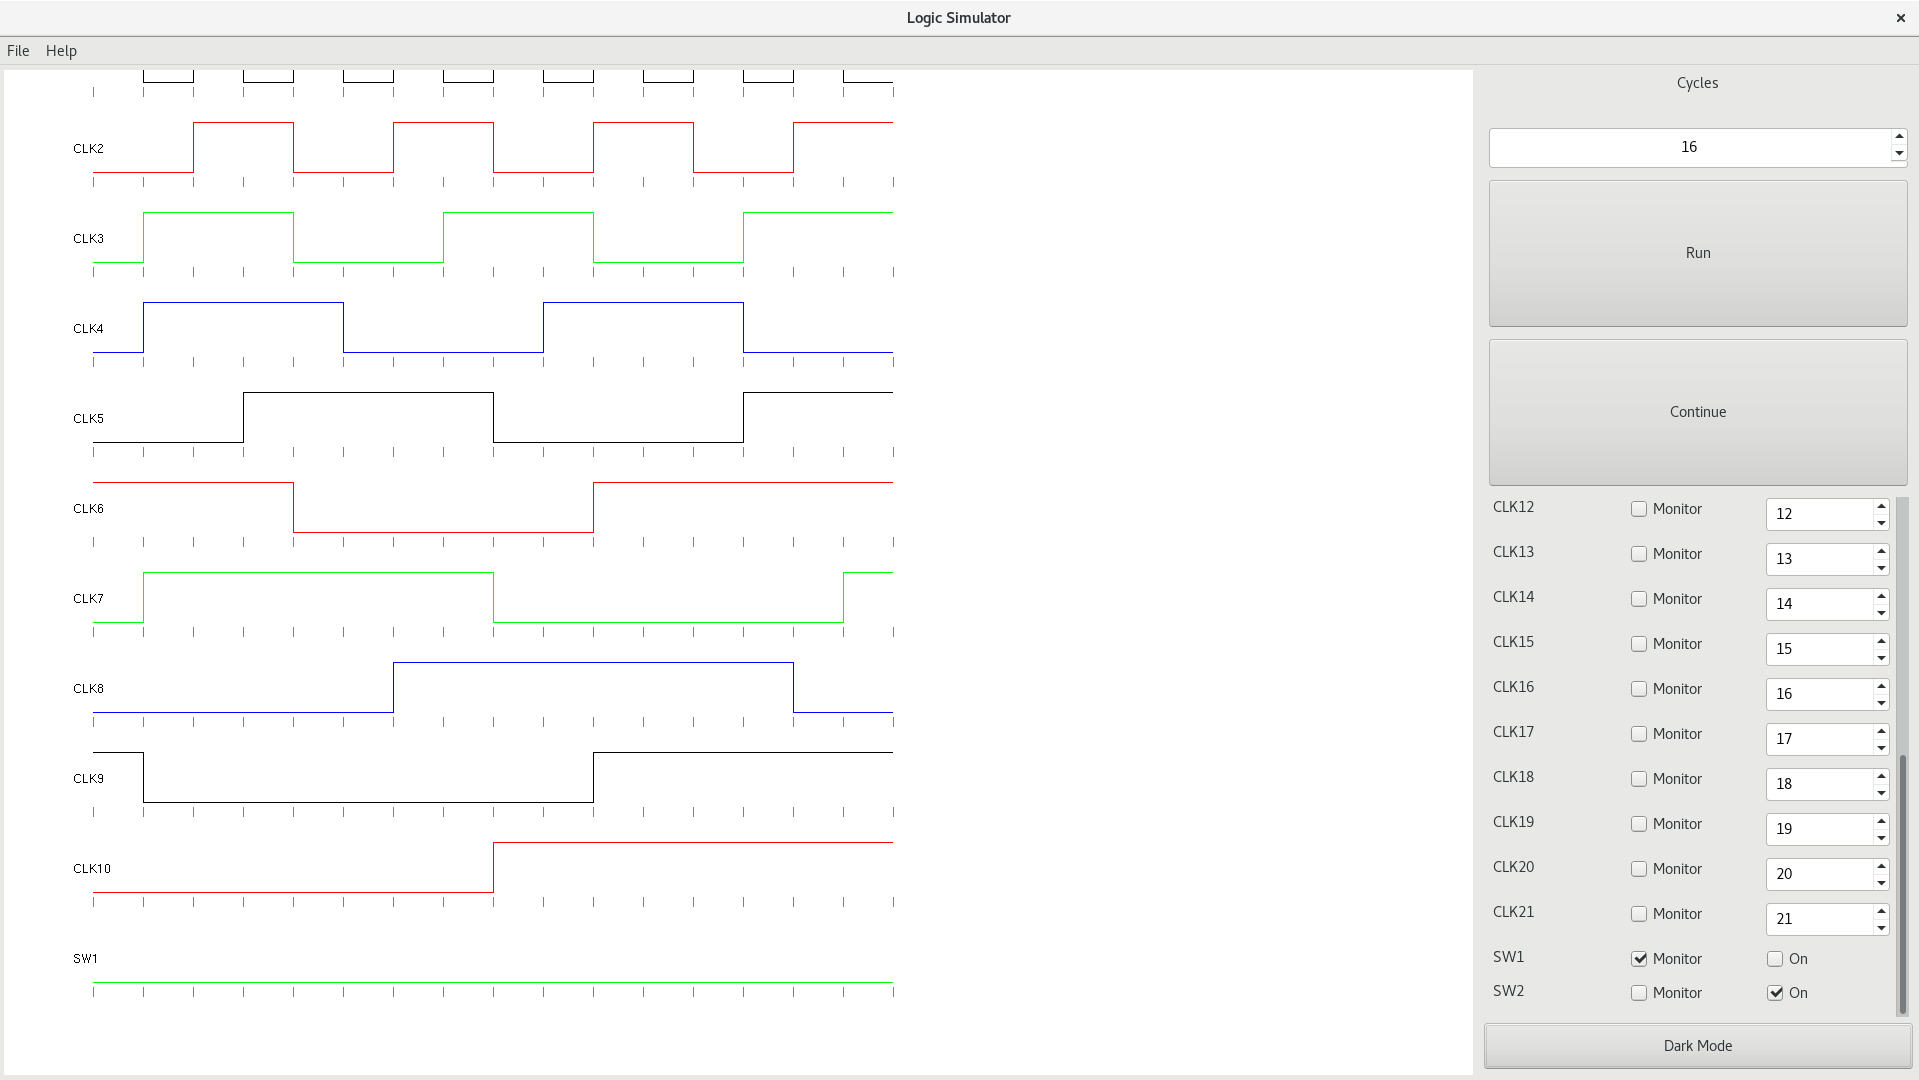 Logic Simulator
File Help
CLK2
CLK3
CLK4
CLK5
CLK6
CLK7
CLK8
CLK9
CLK10
SW1
Cycles
16
Run
Continue
CLK12 Monitor 12
CLK13 Monitor 13
CLK14 Monitor 14
CLK15 Monitor 15
CLK16 Monitor 16
CLK17 Monitor 17
CLK18 Monitor 18
CLK19 Monitor 19
CLK20 Monitor 20
CLK21 Monitor 21
SW1 Monitor On
SW2 Monitor On
Dark Mode